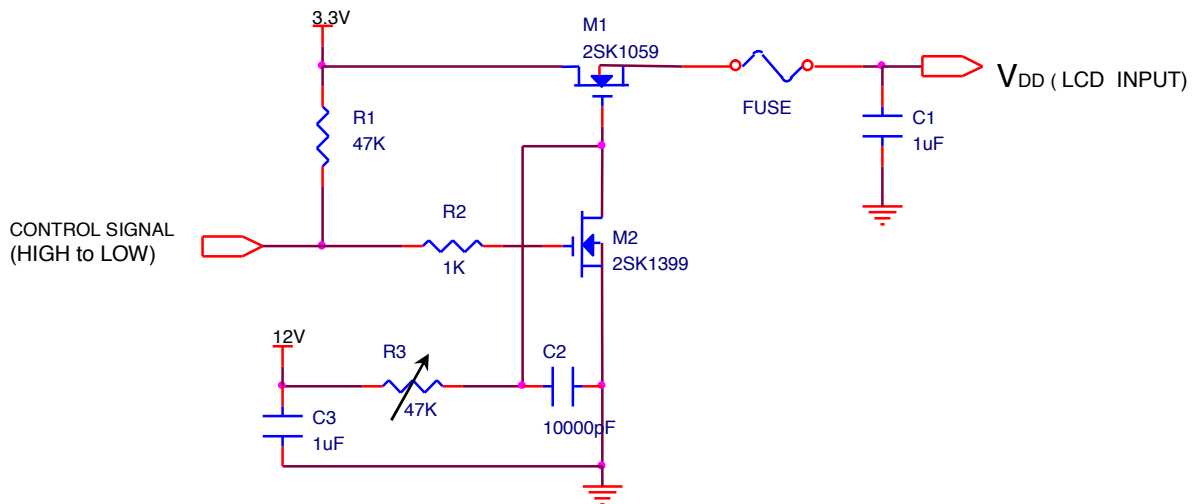 3.3V
M1
2SK1059
FUSE
VDD ( LCD INPUT)
R1
47K
C1
1uF
CONTROL SIGNAL
(HIGH to LOW)
R2
1K
M2
2SK1399
12V
R3
47K
C2
10000pF
C3
1uF